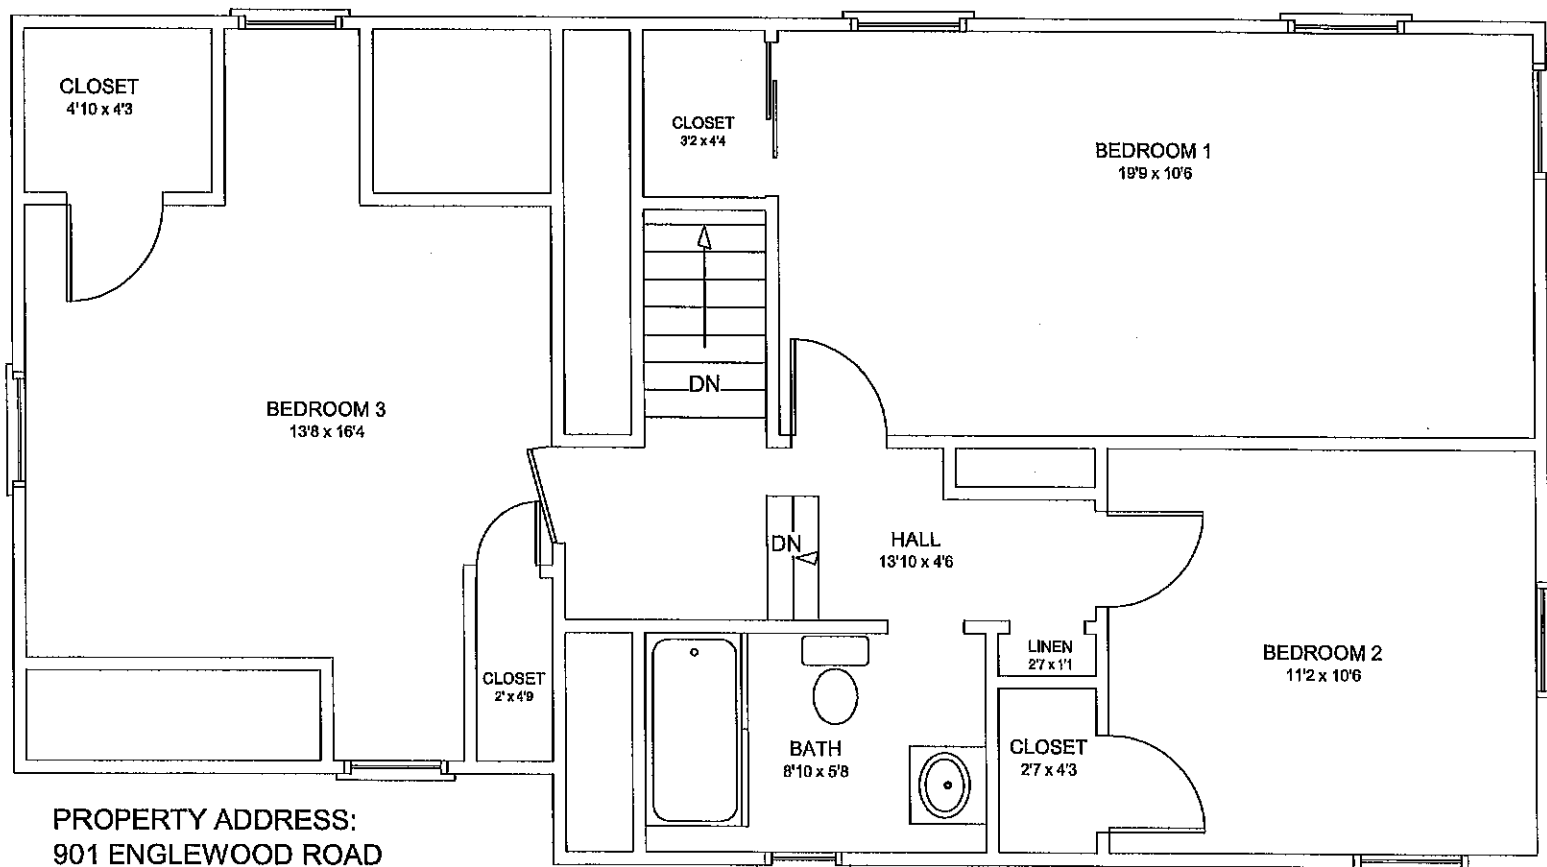 CLOSET
4'10 x 4'3
CLOSET
3'2 x 4'4
BEDROOM 1
19'9 x 10'6
DN
BEDROOM 3
13'8 x 16'4
DN
HALL
13'10 x 4'6
LINEN
2'7 x 1'1
BEDROOM 2
11'2 x 10'6
CLOSET
2' x 4'9
BATH
8'10 x 5'8
CLOSET
2'7 x 4'3
PROPERTY ADDRESS:
901 ENGLEWOOD ROAD